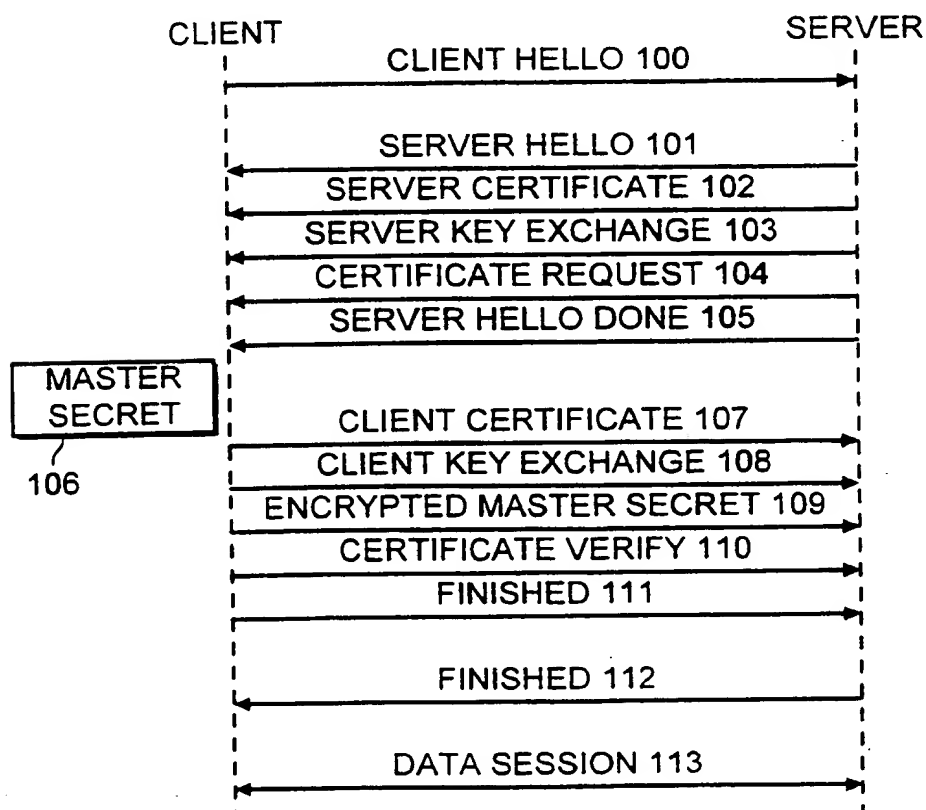 CLIENT
SERVER
CLIENT HELLO 100
SERVER HELLO 101
SERVER CERTIFICATE 102
SERVER KEY EXCHANGE 103
CERTIFICATE REQUEST 104
SERVER HELLO DONE 105
MASTER
SECRET
106
CLIENT CERTIFICATE 107
CLIENT KEY EXCHANGE 108
ENCRYPTED MASTER SECRET 109
CERTIFICATE VERIFY 110
FINISHED 111
FINISHED 112
DATA SESSION 113